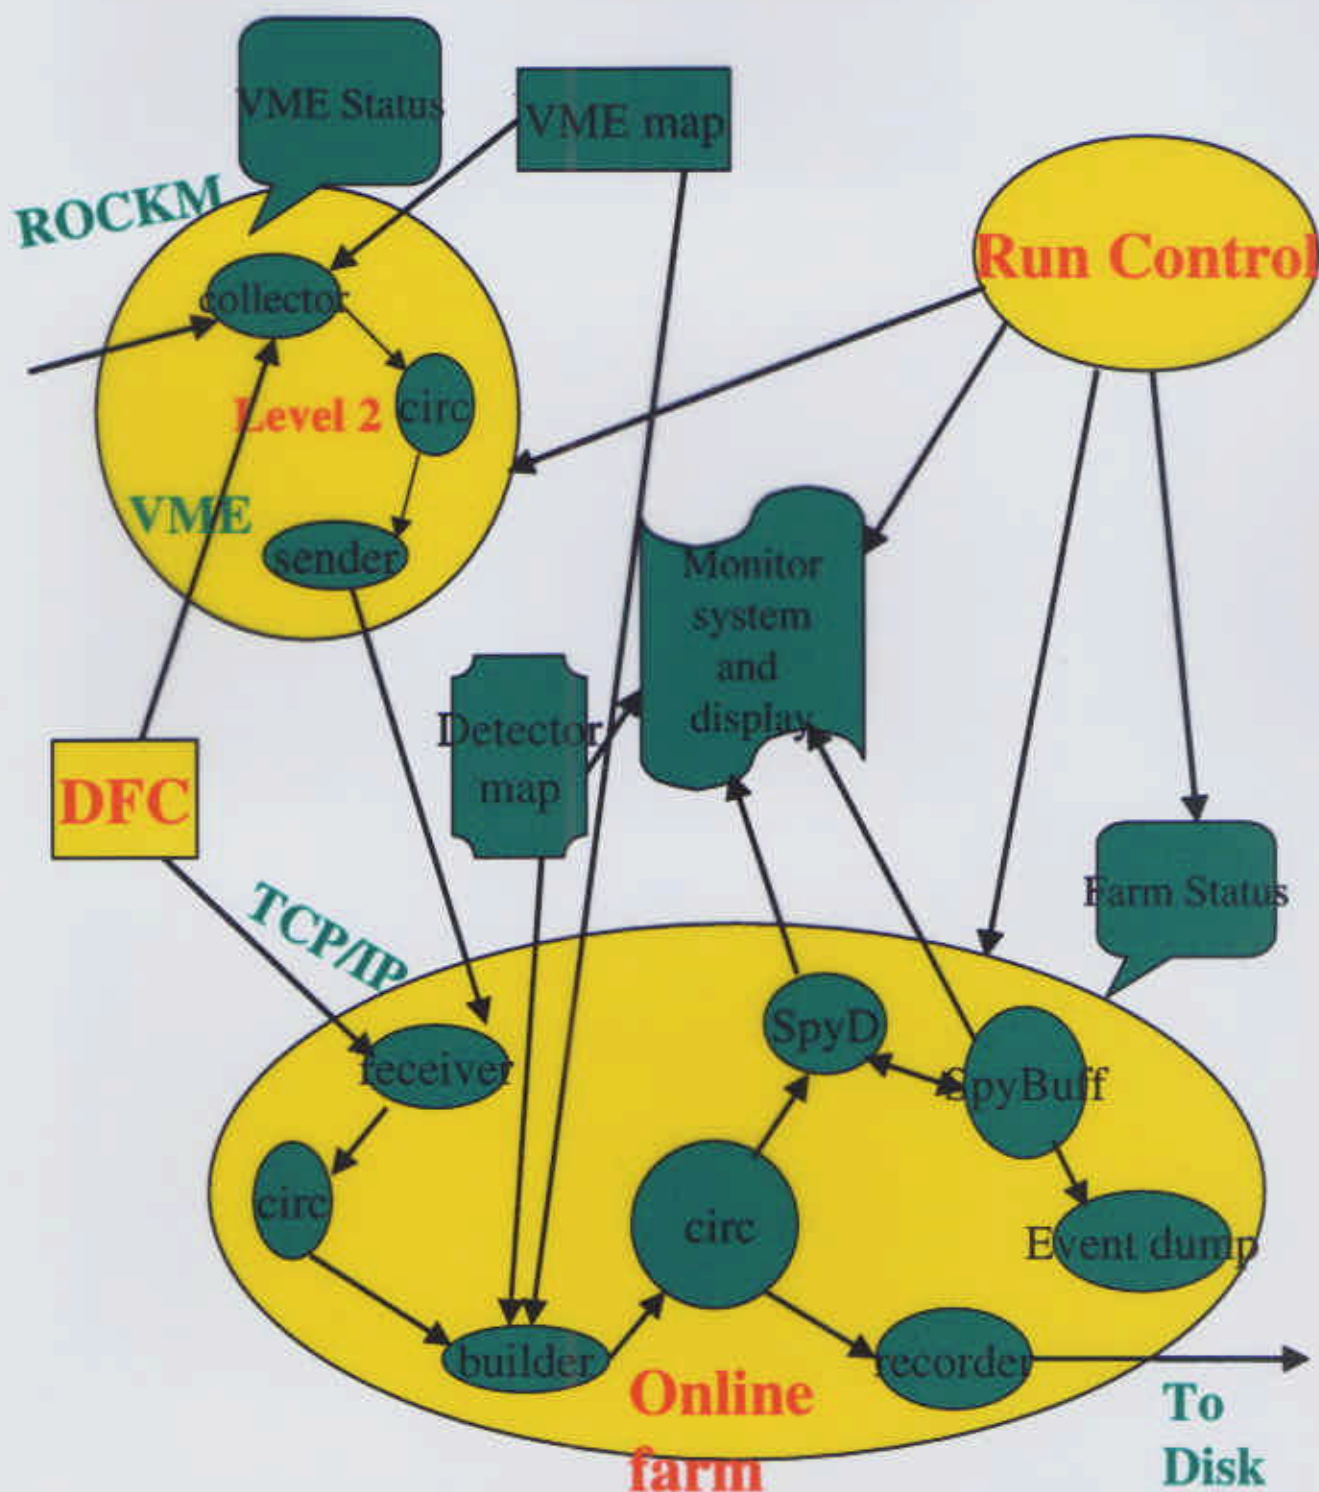 VME Status
VME map
ROCKM
Run Control
collector
Level 2
circ
VME
sender
Monitor
system
and
display
Detector
map
DFC
Farm Status
TCP/IP
SpyD
receiver
SpyBuff
circ
circ
Event dump
builder
recorder
Online
farm
To
Disk